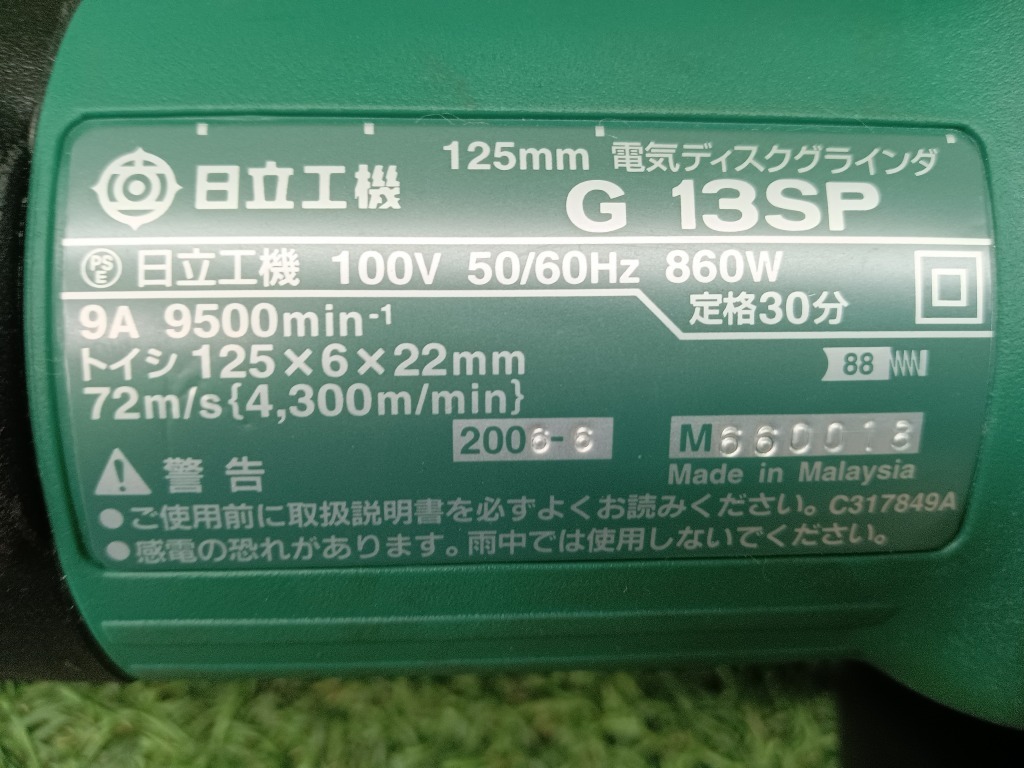 日立工機
125mm 電気ディスクグラインダ
G 13SP
PSE 日立工機 100V 50/60Hz 860W
定格30分
9A 9500min-1
トイシ 125×6×22mm
88
72m/s{4,300m/min}
2006-6
M660018
Made in Malaysia
警告
●ご使用前に取扱説明書を必ずよくお読みください。C317849A
●感電の恐れがあります。雨中では使用しないでください。